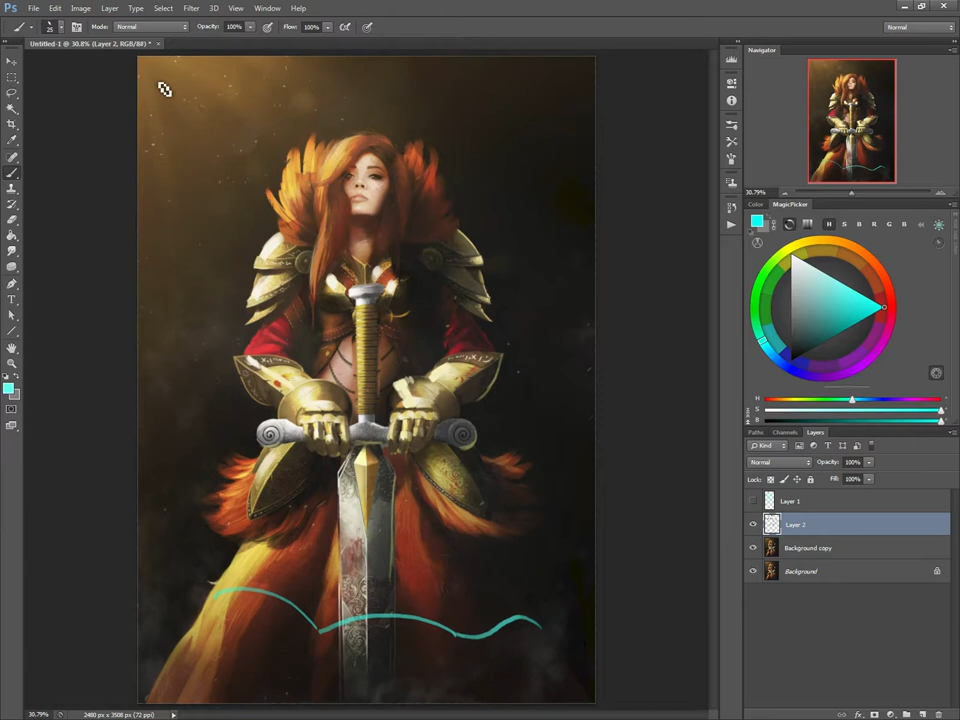 Ps File Edit Image Layer Type Select Filter 3D View Window Help
25 Mode: Normal Opacity: 100% Flow: 100% Normal
Untitled-1 @ 30.8% (Layer 2, RGB/8#) * ×
Navigator
30.79%
Color MagicPicker
H S B R G B
H
S
B
Paths Channels Layers
Kind
Normal Opacity: 100%
Lock: Fill: 100%
Layer 1
Layer 2
Background copy
Background
fx
30.79% 2480 px x 3508 px (72 ppi)